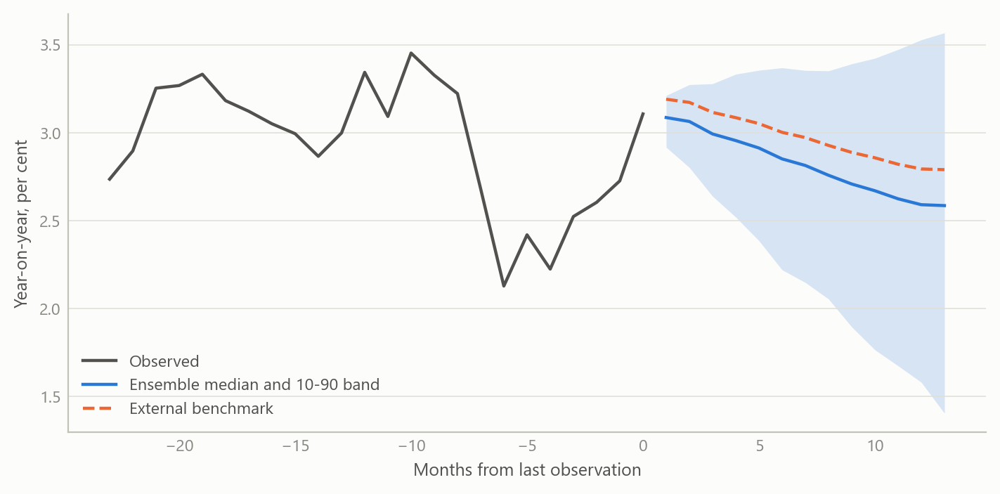 3.5
3.0
2.5
2.0
1.5
Year-on-year, per cent
Observed
Ensemble median and 10-90 band
External benchmark
−20 −15 −10 −5 0 5 10
Months from last observation